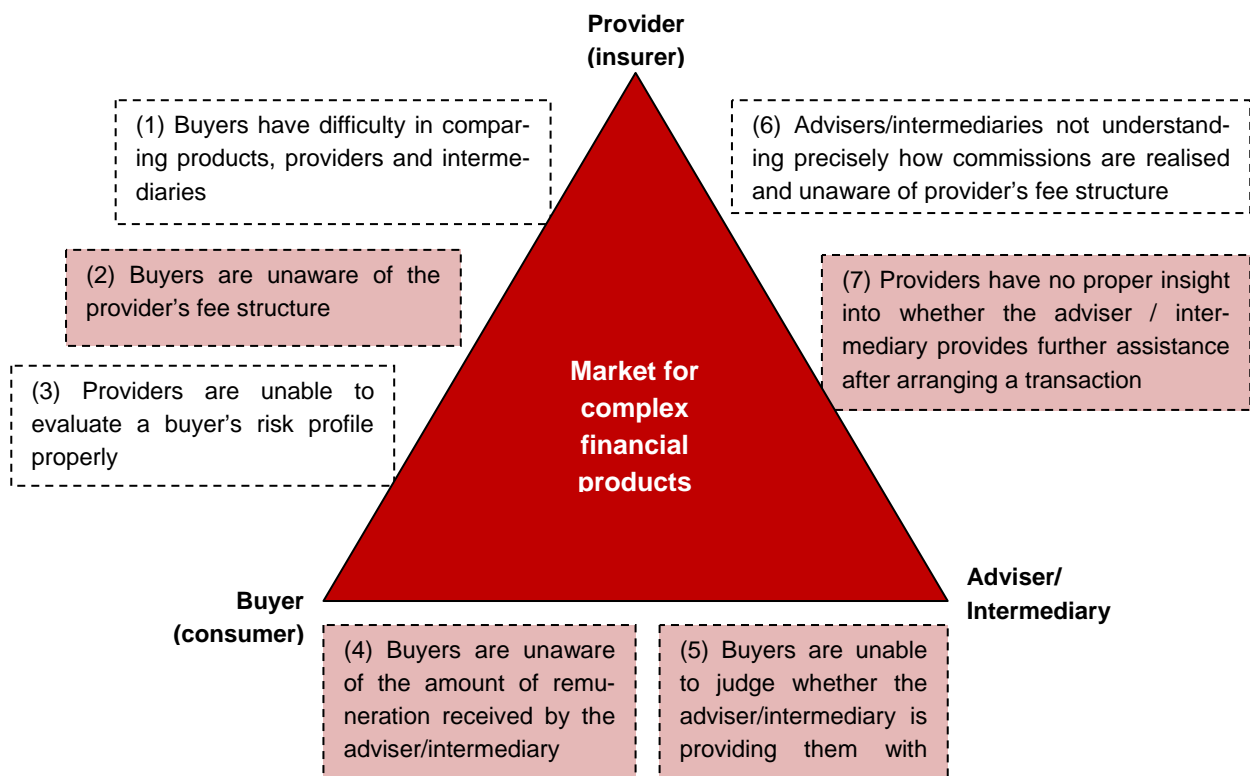 Provider
(insurer)
(1) Buyers have difficulty in compar-
ing products, providers and interme-
diaries
(6) Advisers/intermediaries not understand-
ing precisely how commissions are realised
and unaware of provider's fee structure
(2) Buyers are unaware of the
provider's fee structure
(7) Providers have no proper insight
into whether the adviser / inter-
mediary provides further assistance
after arranging a transaction
(3) Providers are unable to
evaluate a buyer's risk profile
properly
Market for
complex
financial
products
Buyer
(consumer)
Adviser/
Intermediary
(4) Buyers are unaware
of the amount of remu-
neration received by the
adviser/intermediary
(5) Buyers are unable
to judge whether the
adviser/intermediary is
providing them with